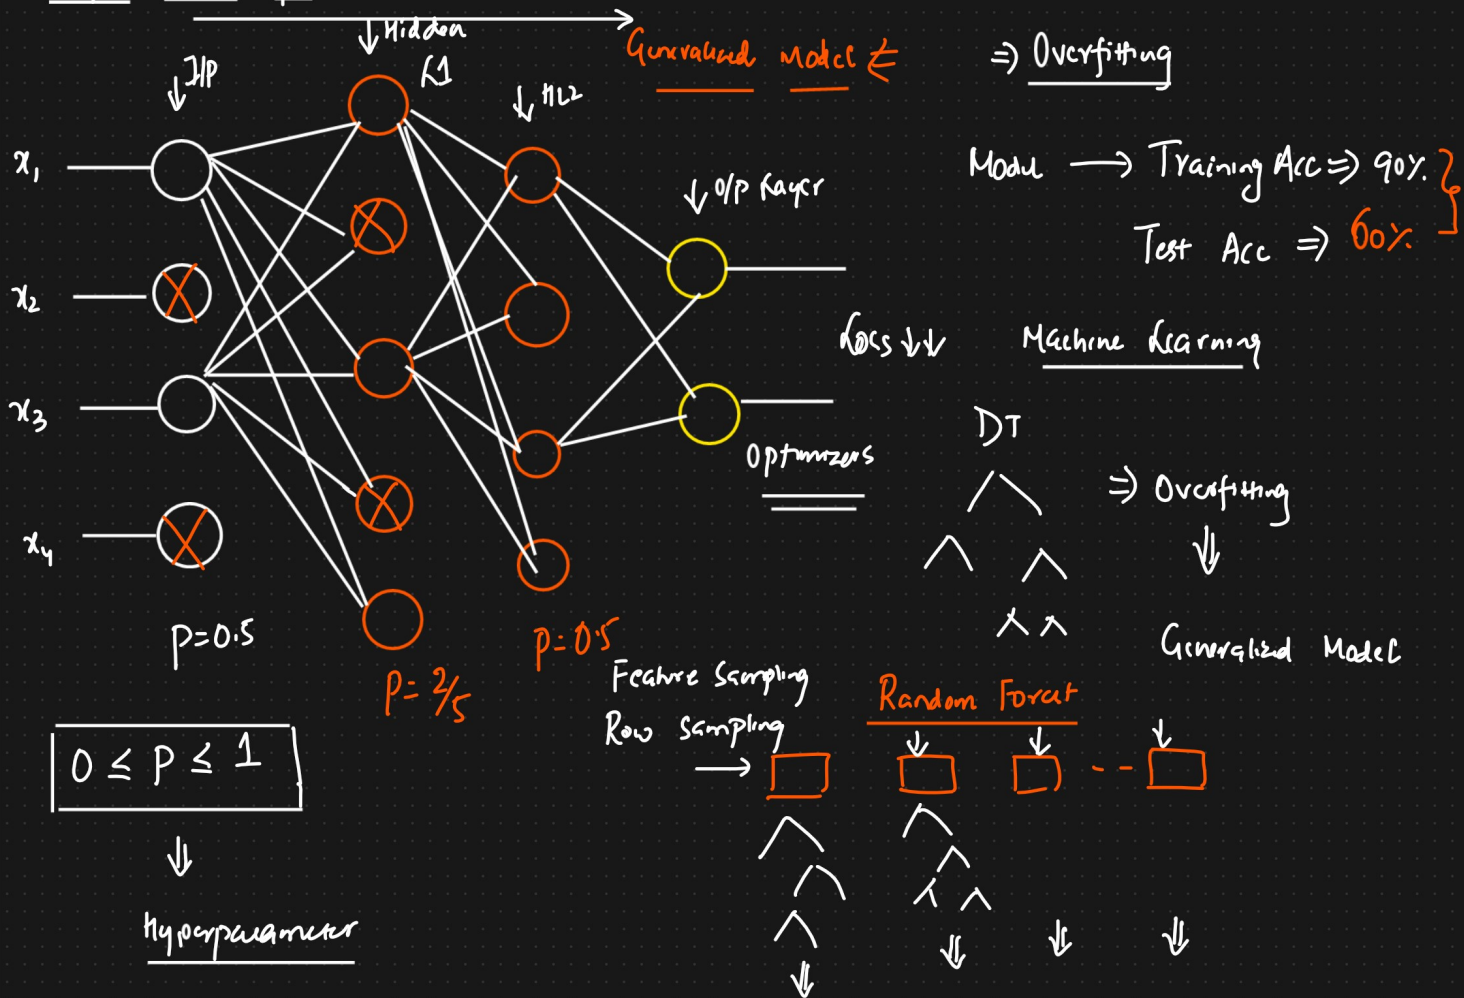 Hidden
Generalized Model
⇒ Overfitting
I/P
L1
HL2
x1
Model → Training Acc ⇒ 90%
Test Acc ⇒ 60%
O/P Layer
x2
Loss ↓↓
Machine Learning
x3
DT
Optimizers
⇒ Overfitting
x4
P=0.5
P=0.5
Generalized Model
P=2/5
Feature Sampling
Row Sampling
Random Forest
0 ≤ P ≤ 1
Hyperparameter